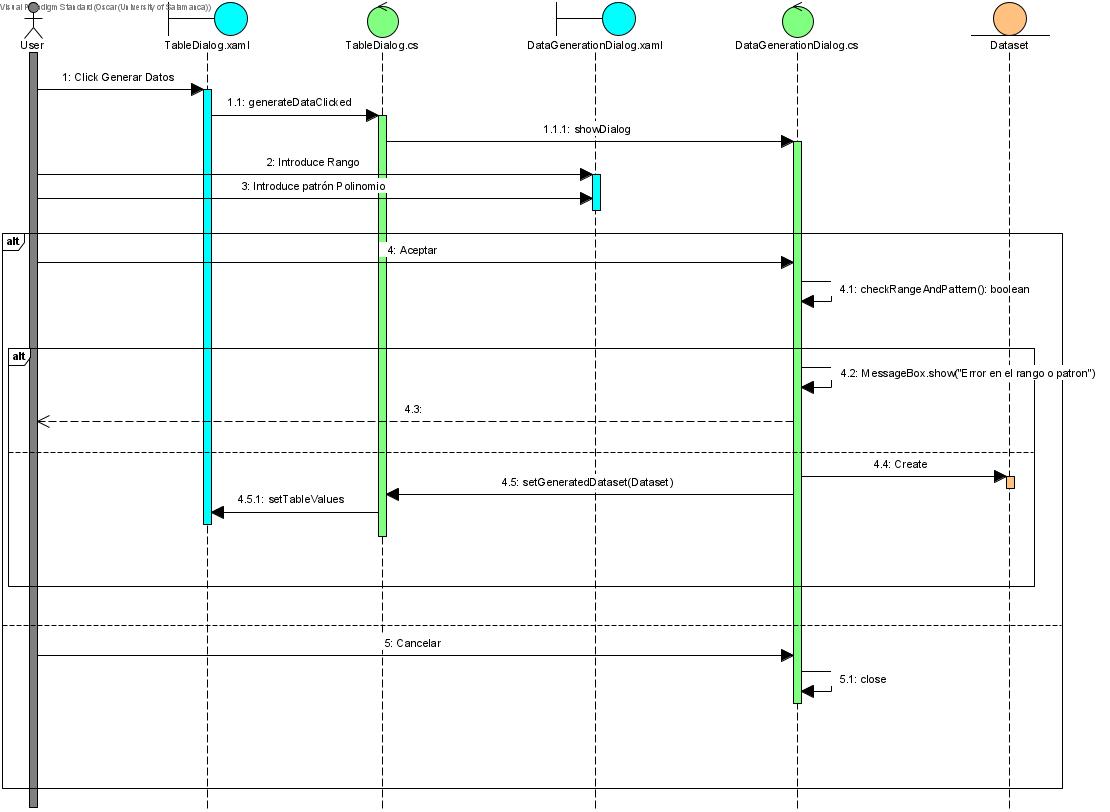 Visual Paradigm Standard(Oscar(University of Salamanca))
User
TableDialog.xaml
TableDialog.cs
DataGenerationDialog.xaml
DataGenerationDialog.cs
Dataset
1: Click Generar Datos
1.1: generateDataClicked
1.1.1: showDialog
2: Introduce Rango
3: Introduce patrón Polinomio
alt
4: Aceptar
4.1: checkRangeAndPattern(): boolean
alt
4.2: MessageBox.show("Error en el rango o patron")
4.3:
4.4: Create
4.5: setGeneratedDataset(Dataset)
4.5.1: setTableValues
5: Cancelar
5.1: close